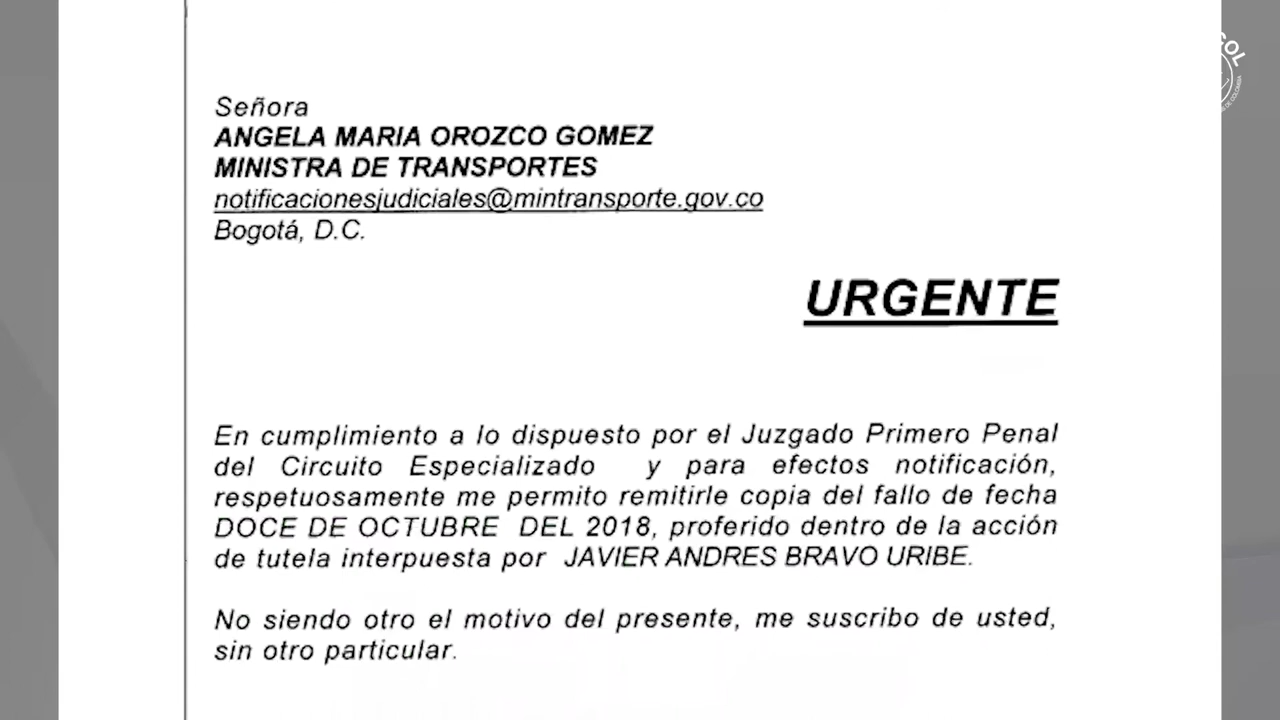 Señora
ANGELA MARIA OROZCO GOMEZ
MINISTRA DE TRANSPORTES
notificacionesjudiciales@mintransporte.gov.co
Bogotá, D.C.
URGENTE
En cumplimiento a lo dispuesto por el Juzgado Primero Penal
del Circuito Especializado y para efectos notificación,
respetuosamente me permito remitirle copia del fallo de fecha
DOCE DE OCTUBRE DEL 2018, proferido dentro de la acción
de tutela interpuesta por JAVIER ANDRES BRAVO URIBE.
No siendo otro el motivo del presente, me suscribo de usted,
sin otro particular.
DE COLOMBIA